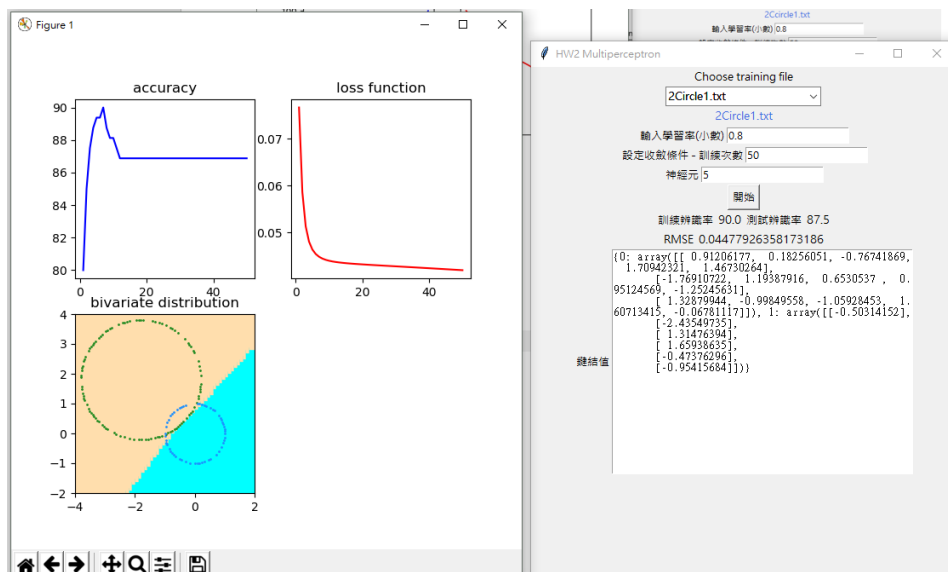 2Circle1.txt
輸入學習率(小數) 0.8
Figure 1
accuracy
90
88
86
84
82
80
0
20
40
loss function
0.07
0.06
0.05
0
20
40
bivariate distribution
4
3
2
1
0
−1
−2
−4
−2
0
2
HW2 Multiperceptron
Choose training file
2Circle1.txt
2Circle1.txt
輸入學習率(小數) 0.8
設定收斂條件 - 訓練次數 50
神經元 5
開始
訓練辨識率 90.0 測試辨識率 87.5
RMSE 0.04477926358173186
鍵結值
{0: array([[ 0.91206177,  0.18256051, -0.76741869,
1.70942321,  1.46730264],
[-1.76910722,  1.19387916,  0.6530537 ,  0.
95124569, -1.25245631],
[ 1.32879944, -0.99849558, -1.05928453,  1.
60713415, -0.06781117]]), 1: array([[-0.50314152],
[-2.43549735],
[ 1.31476394],
[ 1.65938635],
[-0.47376296],
[-0.95415684]])}